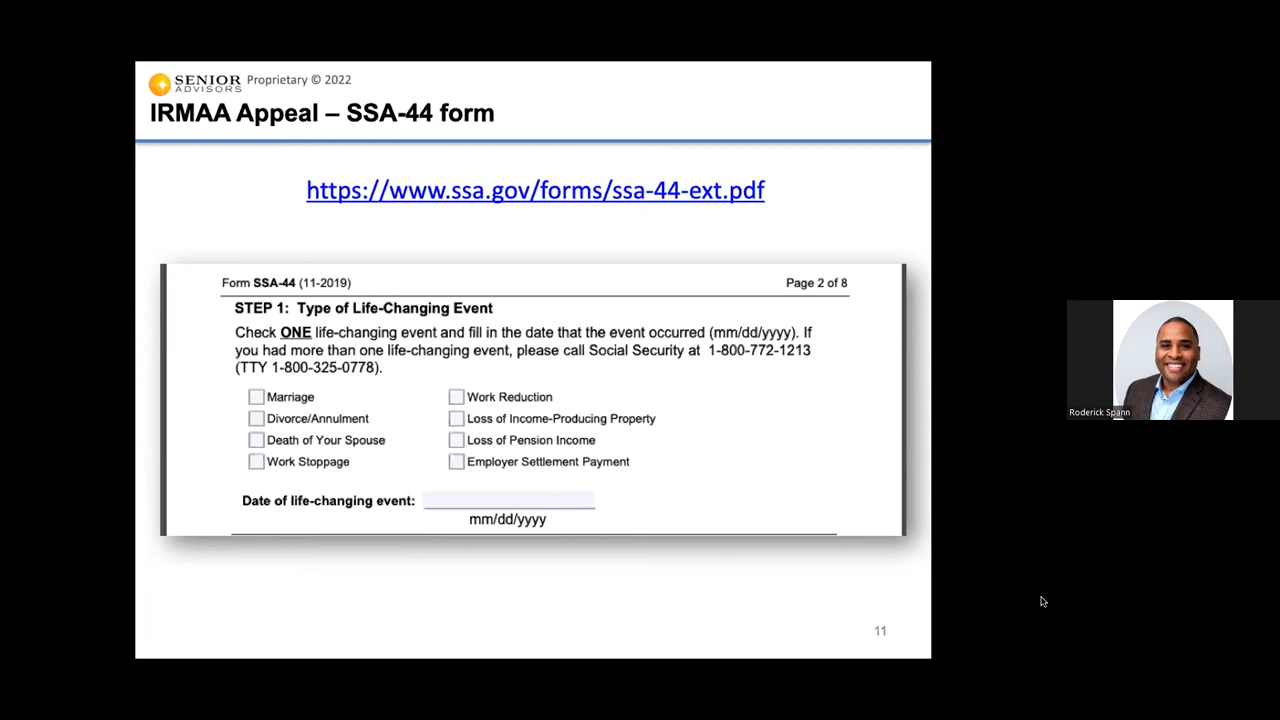 SENIOR
ADVISORS
Proprietary © 2022
IRMAA Appeal – SSA-44 form
https://www.ssa.gov/forms/ssa-44-ext.pdf
Form SSA-44 (11-2019) Page 2 of 8
STEP 1: Type of Life-Changing Event
Check ONE life-changing event and fill in the date that the event occurred (mm/dd/yyyy). If
you had more than one life-changing event, please call Social Security at 1-800-772-1213
(TTY 1-800-325-0778).
Marriage
Divorce/Annulment
Death of Your Spouse
Work Stoppage
Work Reduction
Loss of Income-Producing Property
Loss of Pension Income
Employer Settlement Payment
Date of life-changing event:
mm/dd/yyyy
11
Roderick Spann